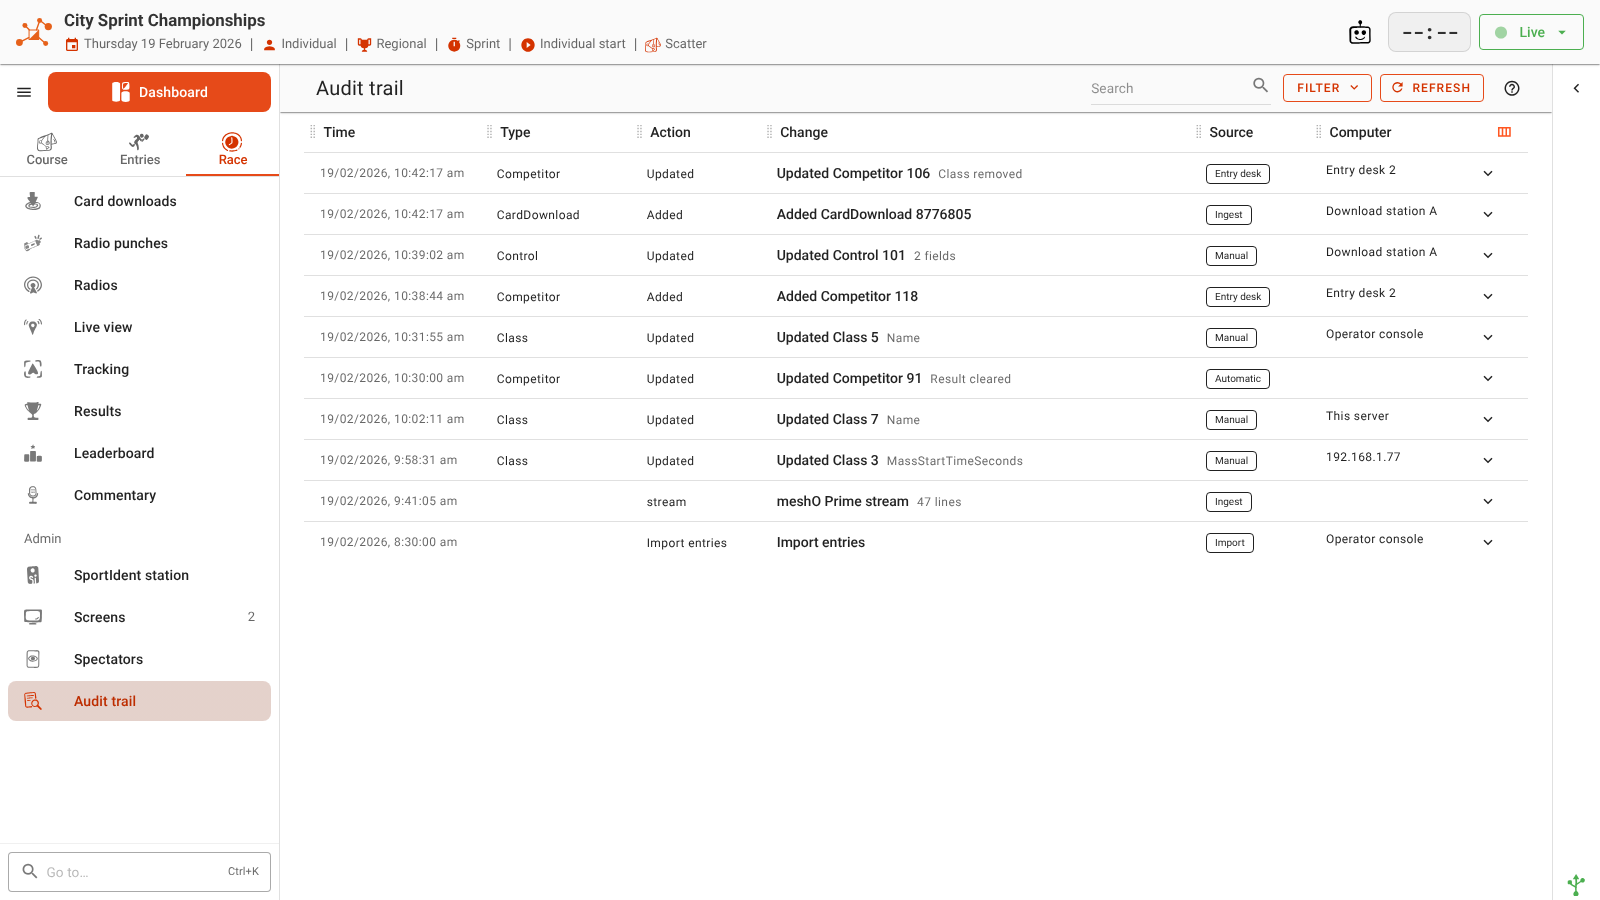 City Sprint Championships
Thursday 19 February 2026 | Individual | Regional | Sprint | Individual start | Scatter
--:--
Live
Dashboard
Course
Entries
Race
Card downloads
Radio punches
Radios
Live view
Tracking
Results
Leaderboard
Commentary
Admin
SportIdent station
Screens 2
Spectators
Audit trail
Go to... Ctrl+K
Audit trail
Search
FILTER
REFRESH
Time Type Action Change Source Computer
19/02/2026, 10:42:17 am Competitor Updated Updated Competitor 106 Class removed Entry desk Entry desk 2
19/02/2026, 10:42:17 am CardDownload Added Added CardDownload 8776805 Ingest Download station A
19/02/2026, 10:39:02 am Control Updated Updated Control 101 2 fields Manual Download station A
19/02/2026, 10:38:44 am Competitor Added Added Competitor 118 Entry desk Entry desk 2
19/02/2026, 10:31:55 am Class Updated Updated Class 5 Name Manual Operator console
19/02/2026, 10:30:00 am Competitor Updated Updated Competitor 91 Result cleared Automatic
19/02/2026, 10:02:11 am Class Updated Updated Class 7 Name Manual This server
19/02/2026, 9:58:31 am Class Updated Updated Class 3 MassStartTimeSeconds Manual 192.168.1.77
19/02/2026, 9:41:05 am stream meshO Prime stream 47 lines Ingest
19/02/2026, 8:30:00 am Import entries Import entries Import Operator console